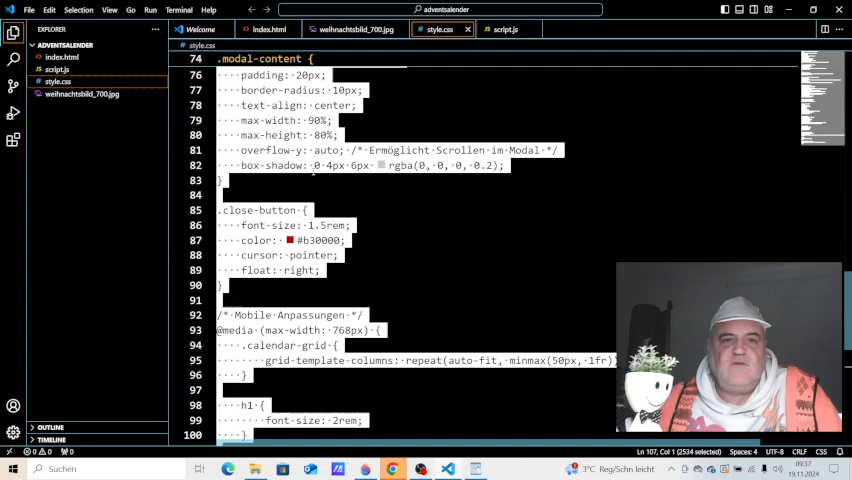 File Edit Selection View Go Run Terminal Help
adventsalender
EXPLORER
Welcome
index.html
weihnachtsbild_700.jpg
style.css
script.js
ADVENTSALENDER
index.html
script.js
style.css
weihnachtsbild_700.jpg
style.css
74 .modal-content {
76 ····padding: 20px;
77 ····border-radius: 10px;
78 ····text-align: center;
79 ····max-width: 90%;
80 ····max-height: 80%;
81 ····overflow-y: auto; /* Ermöglicht Scrollen im Modal */
82 ····box-shadow: 0 4px 6px rgba(0, 0, 0, 0.2);
83 }
84
85 .close-button {
86 ····font-size: 1.5rem;
87 ····color: #b30000;
88 ····cursor: pointer;
89 ····float: right;
90 }
91
92 /* Mobile Anpassungen */
93 @media (max-width: 768px) {
94 ····.calendar-grid {
95 ········grid-template-columns: repeat(auto-fit, minmax(50px, 1fr)
96 ····}
97
98 ····h1 {
99 ········font-size: 2rem;
100 ····}
OUTLINE
TIMELINE
0 0 0 Ln 107, Col 1 (2534 selected) Spaces: 4 UTF-8 CRLF CSS
Suchen
3°C Reg/Schn leicht
09:37
19.11.2024